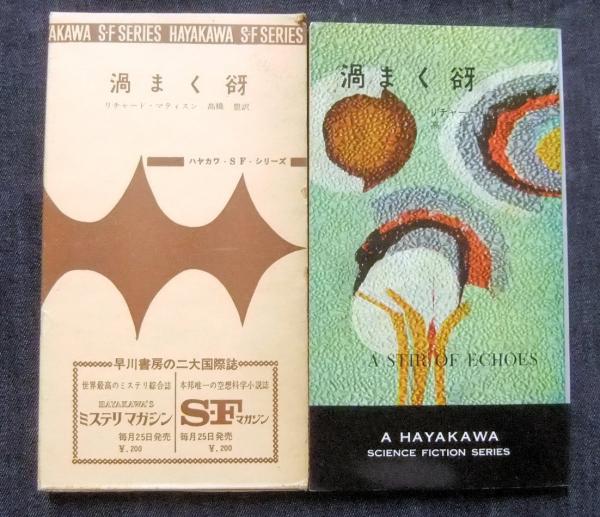 AKAWA S·F SERIES HAYAKAWA S·F SERIES
渦まく谺
リチャード・マティスン 高橋 豊訳
ハヤカワ・SF・シリーズ
早川書房の二大国際誌
世界最高のミステリ綜合誌
HAYAKAWA'S
ミステリマガジン
毎月25日発売
¥.200
本邦唯一の空想科学小説誌
SFマガジン
毎月25日発売
¥.200
渦まく谺
リチャー
A STIR OF ECHOES
A HAYAKAWA
SCIENCE FICTION SERIES